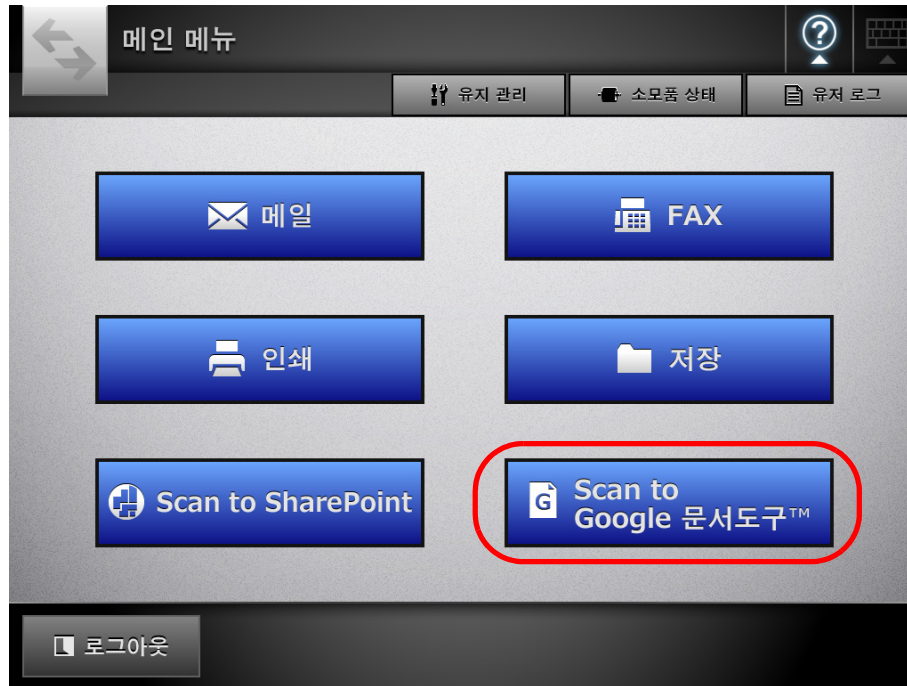 메인 메뉴
?
유지 관리
소모품 상태
유저 로그
메일
FAX
인쇄
저장
Scan to SharePoint
G
Scan to
Google 문서도구™
로그아웃